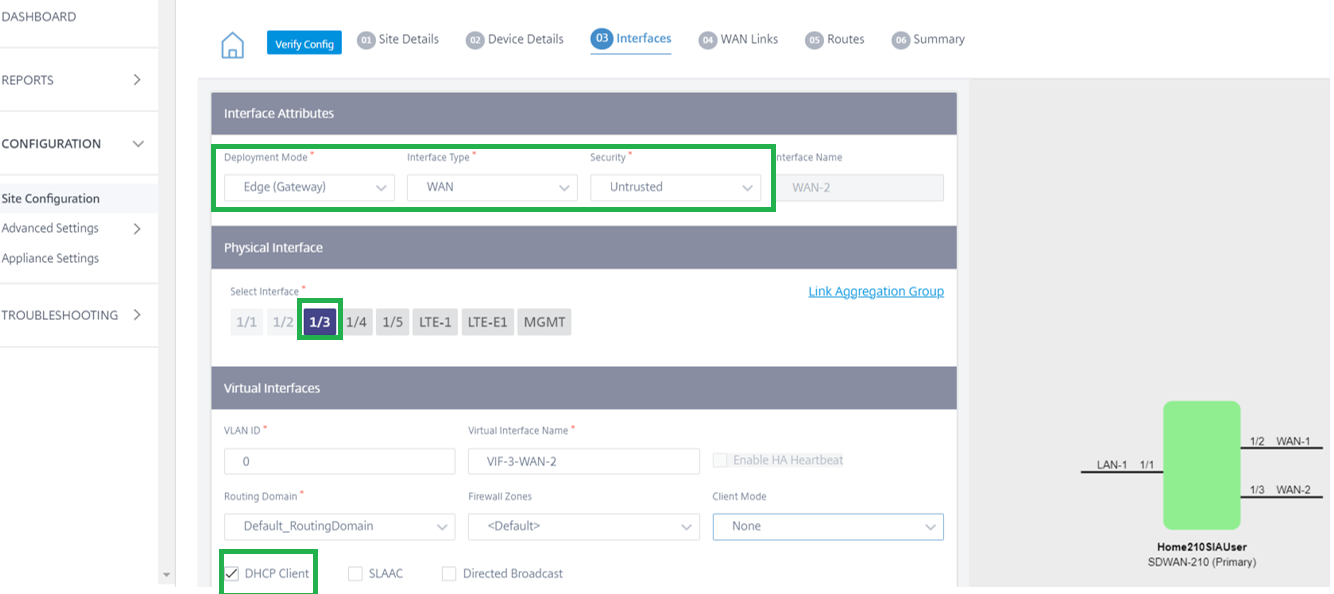 DASHBOARD
REPORTS
CONFIGURATION
Site Configuration
Advanced Settings
Appliance Settings
TROUBLESHOOTING
Verify Config
01 Site Details
02 Device Details
03 Interfaces
04 WAN Links
05 Routes
06 Summary
Interface Attributes
Deployment Mode * Interface Type * Security * nterface Name
Edge (Gateway) WAN Untrusted WAN-2
Physical Interface
Select Interface * Link Aggregation Group
1/1 1/2 1/3 1/4 1/5 LTE-1 LTE-E1 MGMT
Virtual Interfaces
VLAN ID * Virtual Interface Name *
0 VIF-3-WAN-2 Enable HA Heartbeat
Routing Domain * Firewall Zones Client Mode
Default_RoutingDomain <Default> None
DHCP Client SLAAC Directed Broadcast
1/2 WAN-1
LAN-1 1/1
1/3 WAN-2
Home210SIAUser
SDWAN-210 (Primary)